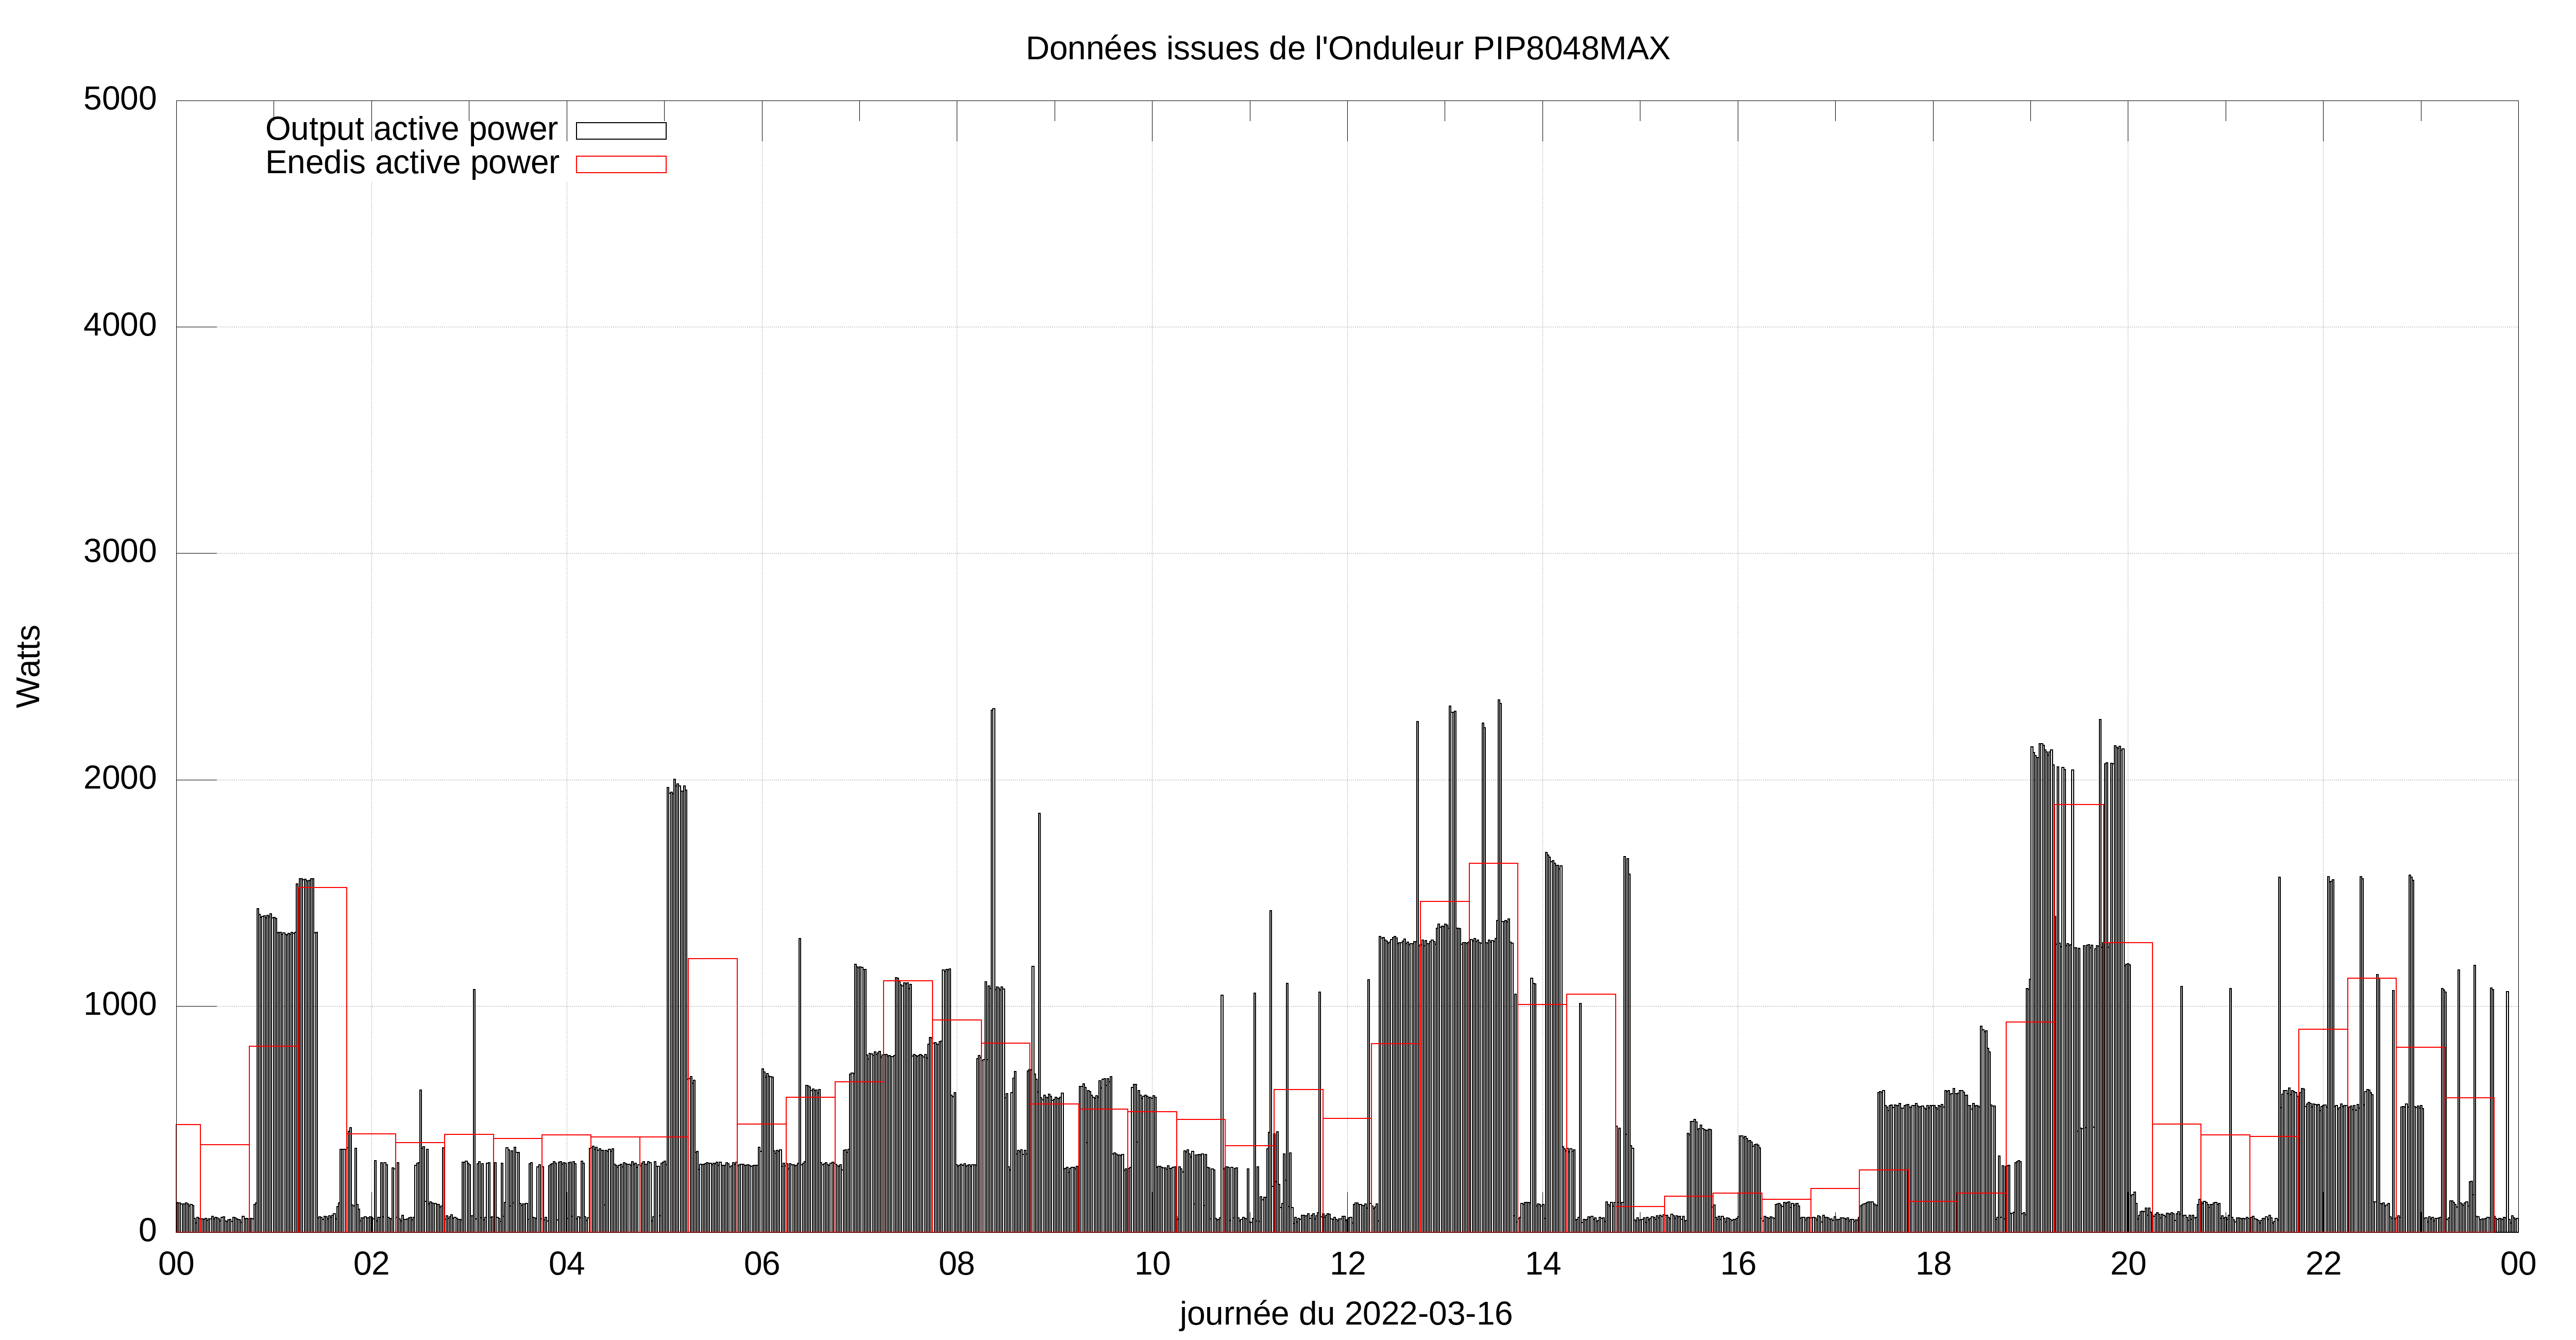 Données issues de l'Onduleur PIP8048MAX
5000
Output active power
Enedis active power
4000
3000
Watts
2000
1000
0
00 02 04 06 08 10 12 14 16 18 20 22 00
journée du 2022-03-16